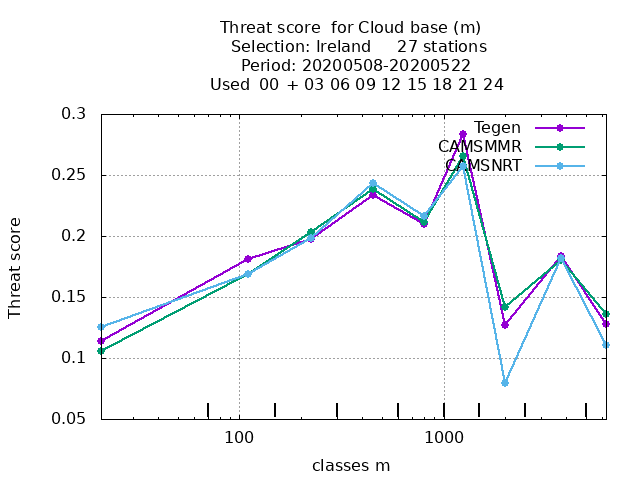 Threat score  for Cloud base (m)
Selection: Ireland     27 stations
Period: 20200508-20200522
Used  00 + 03 06 09 12 15 18 21 24
Tegen
CAMSMMR
CAMSNRT
0.3
0.25
0.2
0.15
0.1
0.05
Threat score
100
1000
classes m